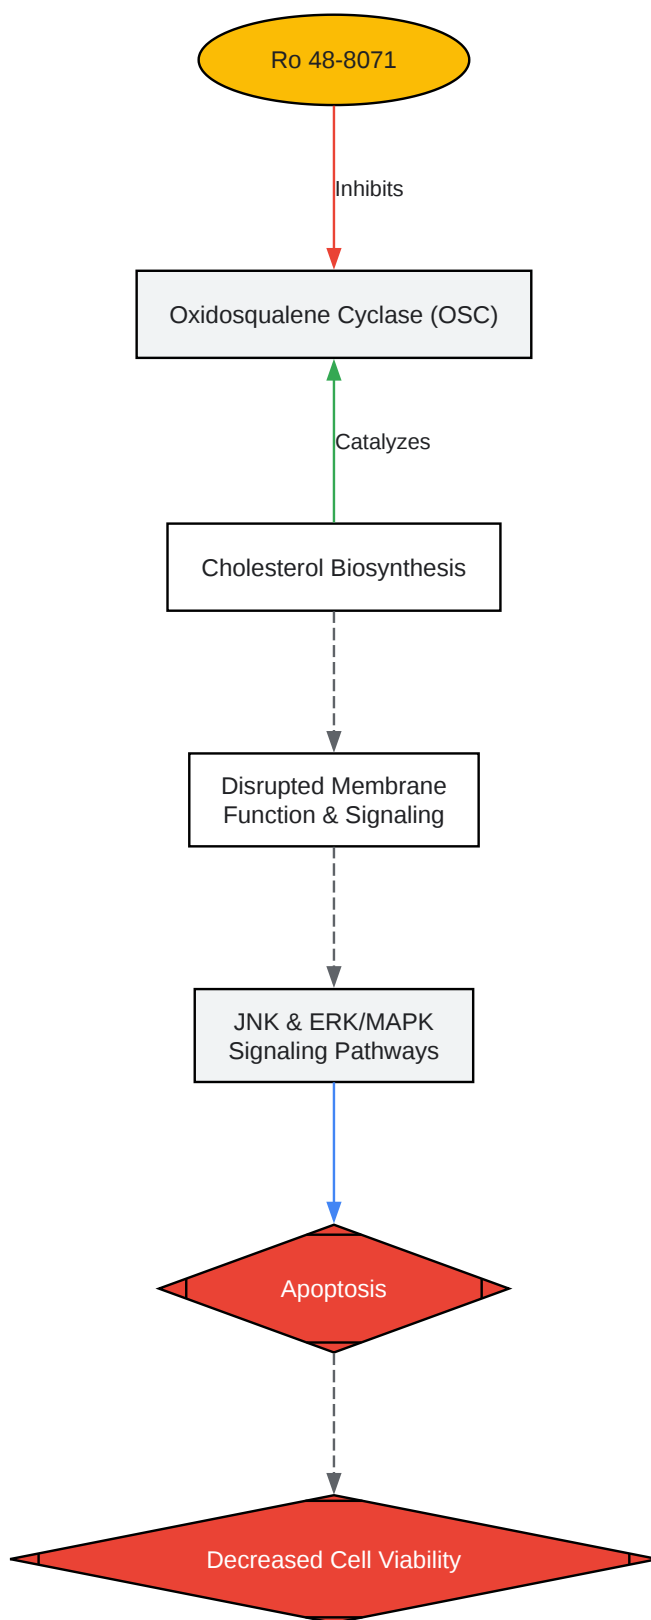 Ro 48-8071
Inhibits
Oxidosqualene Cyclase (OSC)
Catalyzes
Cholesterol Biosynthesis
Disrupted Membrane
Function & Signaling
JNK & ERK/MAPK
Signaling Pathways
Apoptosis
Decreased Cell Viability